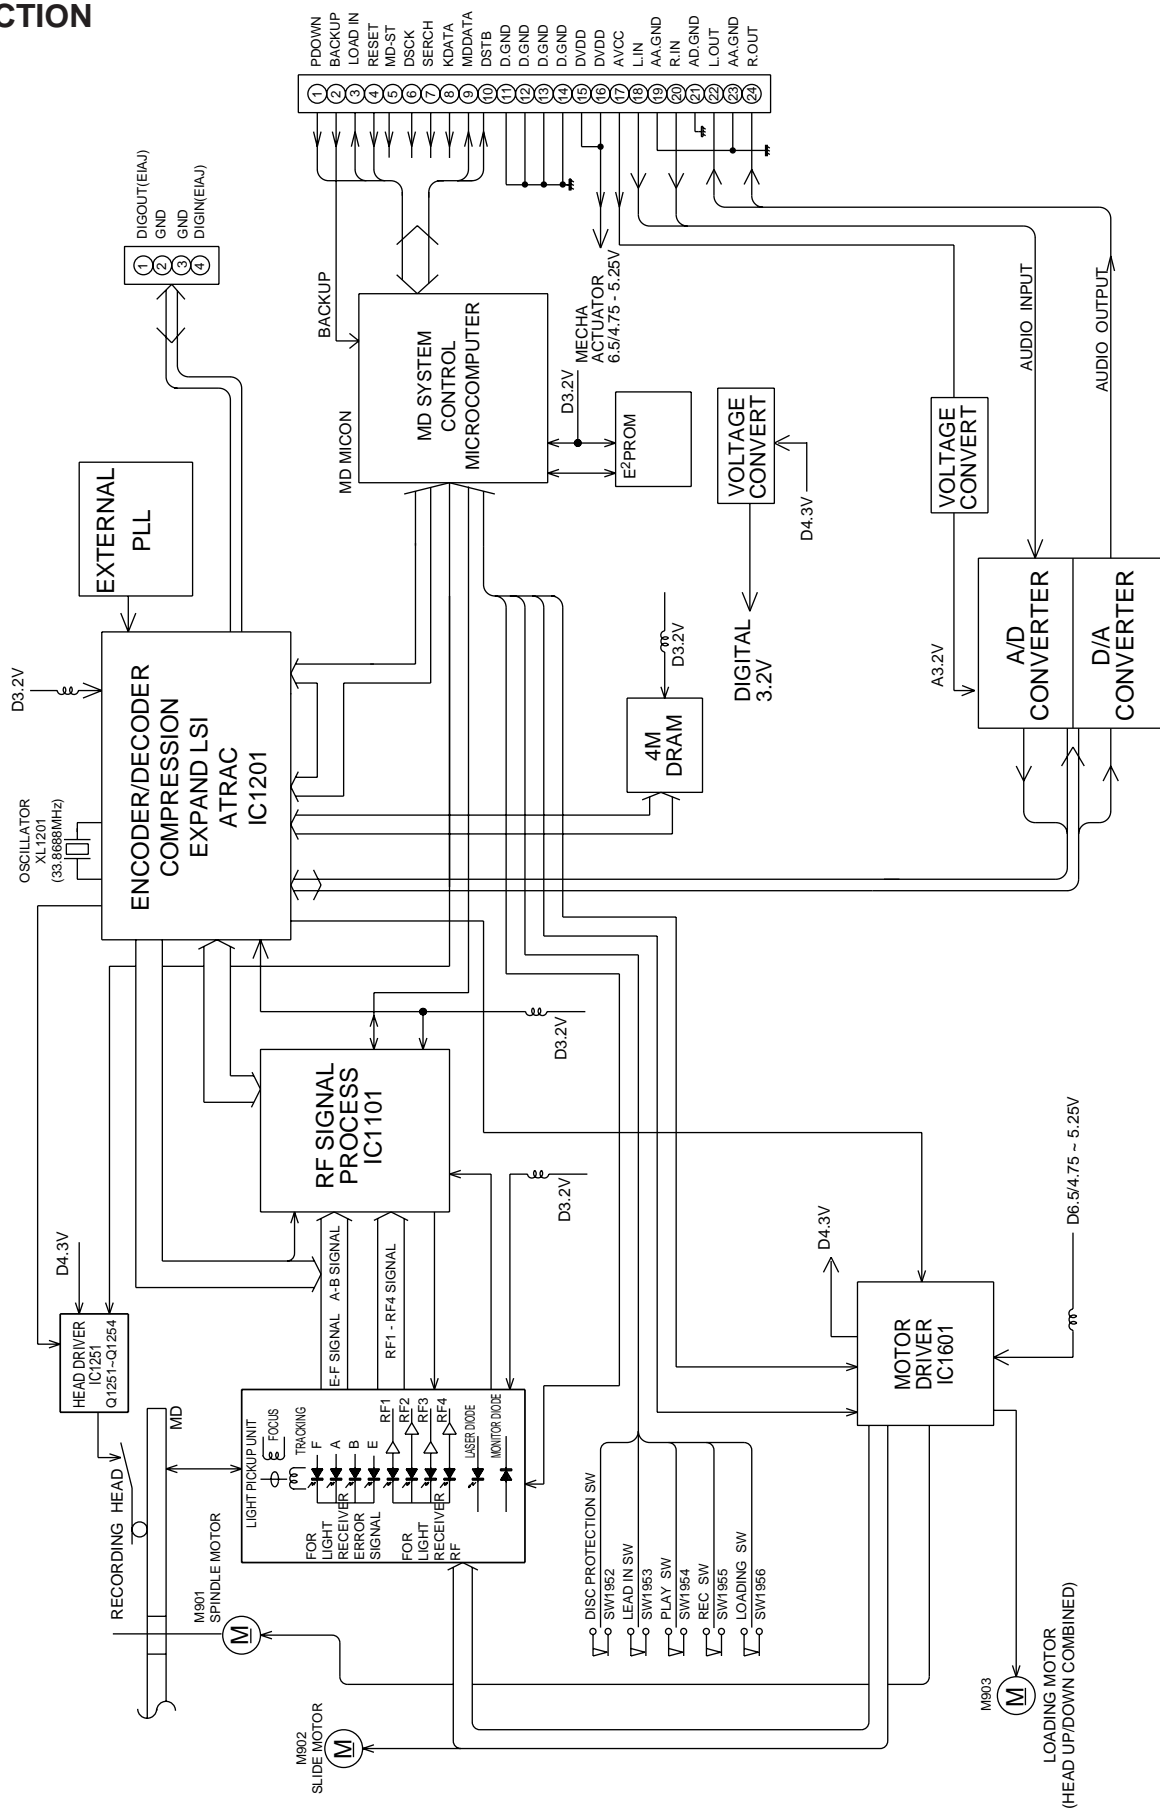 CTION
PDOWN
BACKUP
LOAD IN
RESET
MD-ST
DSCK
SERCH
KDATA
MDDATA
DSTB
D.GND
D.GND
D.GND
D.GND
DVDD
DVDD
AVCC
L.IN
AA.GND
R.IN
AD.GND
L.OUT
AA.GND
R.OUT
1
2
3
4
5
6
7
8
9
10
11
12
13
14
15
16
17
18
19
20
21
22
23
24
DIGOUT(EIAJ)
GND
GND
DIGIN(EIAJ)
1
2
3
4
BACKUP
MD MICON
MD SYSTEM
CONTROL
MICROCOMPUTER
MECHA
ACTUATOR
6.5/4.75 - 5.25V
D3.2V
E²PROM
AUDIO INPUT
AUDIO OUTPUT
VOLTAGE
CONVERT
D4.3V
DIGITAL
3.2V
VOLTAGE
CONVERT
A3.2V
EXTERNAL
PLL
D3.2V
ENCODER/DECODER
COMPRESSION
EXPAND LSI
ATRAC
IC1201
OSCILLATOR
XL1201
(33.8688MHz)
D3.2V
4M
DRAM
A/D
CONVERTER
D/A
CONVERTER
RF SIGNAL
PROCESS
IC1101
D3.2V
D3.2V
D4.3V
HEAD DRIVER
IC1251
Q1251~Q1254
E-F SIGNAL A-B SIGNAL
RF1 - RF4 SIGNAL
MD
RECORDING HEAD
LIGHT PICKUP UNIT
FOCUS
TRACKING
F
A
B
E
RF1
RF2
RF3
RF4
LASER DIODE
MONITOR DIODE
FOR
LIGHT
RECEIVER
ERROR
SIGNAL
FOR
LIGHT
RECEIVER
RF
D4.3V
MOTOR
DRIVER
IC1601
D6.5/4.75 ~ 5.25V
DISC PROTECTION SW
SW1952
LEAD IN SW
SW1953
PLAY SW
SW1954
REC SW
SW1955
LOADING SW
SW1956
M901
SPINDLE MOTOR
M
M902
SLIDE MOTOR
M
M903
M
LOADING MOTOR
(HEAD UP/DOWN COMBINED)